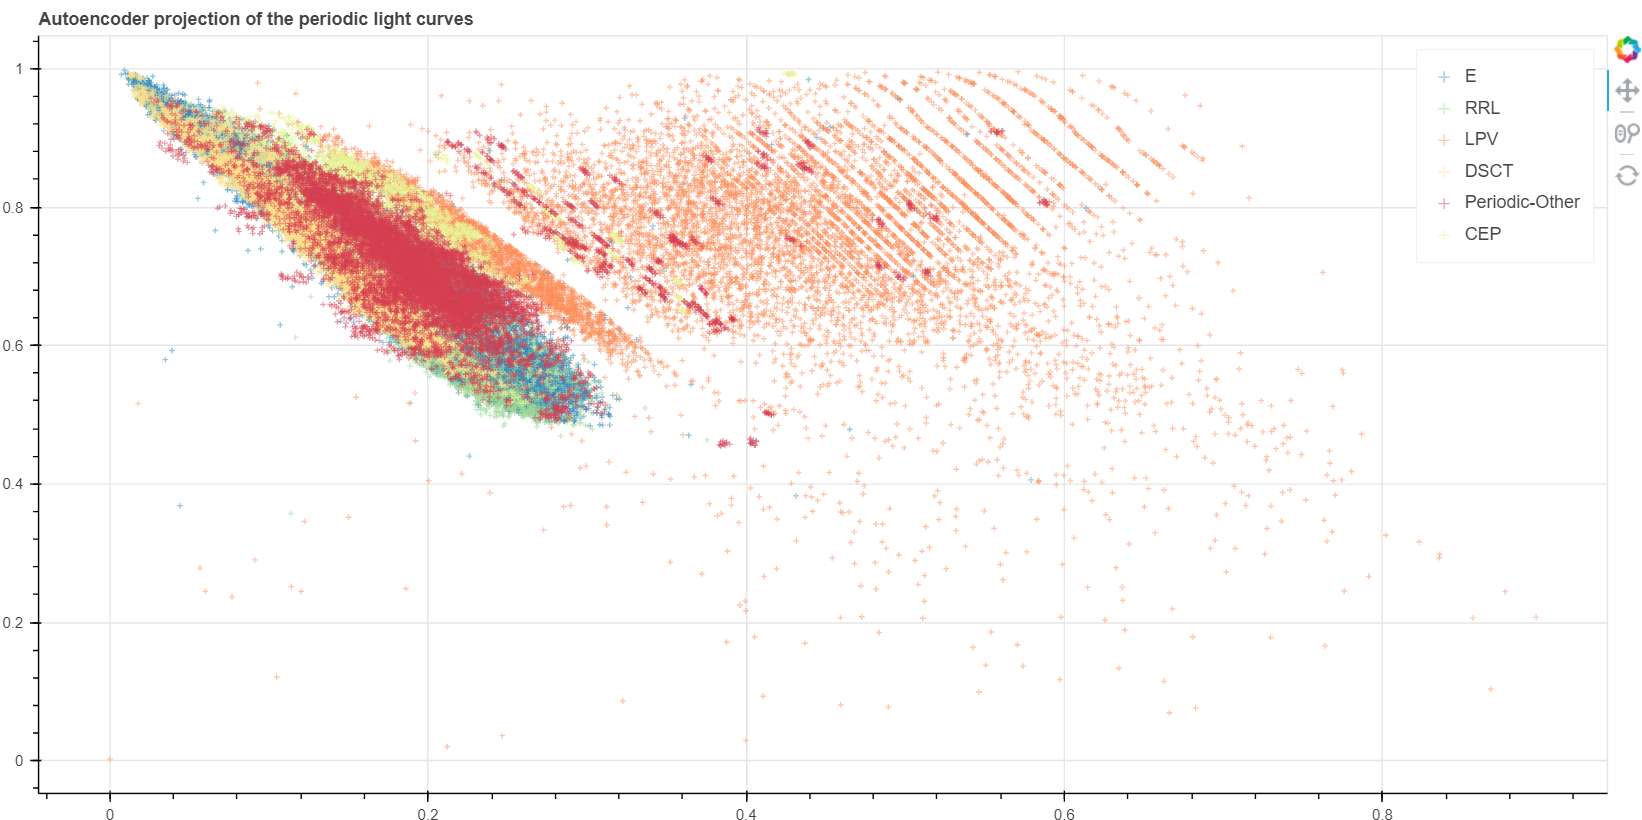 Autoencoder projection of the periodic light curves
E
RRL
LPV
DSCT
Periodic-Other
CEP
1
0.8
0.6
0.4
0.2
0
0
0.2
0.4
0.6
0.8